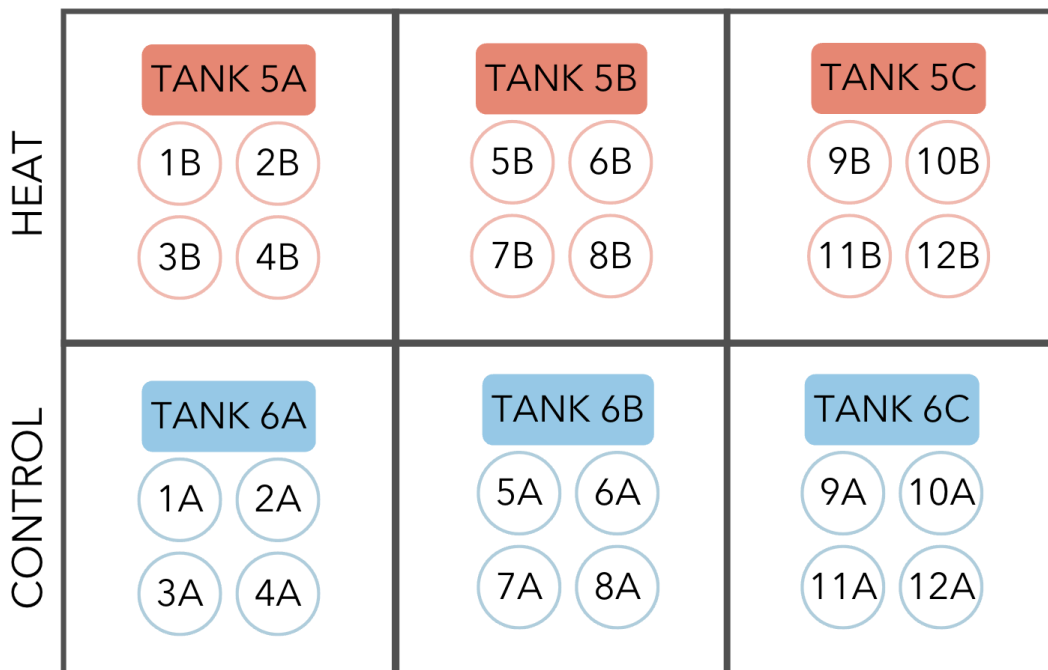 HEAT
TANK 5A
1B 2B
3B 4B
TANK 5B
5B 6B
7B 8B
TANK 5C
9B 10B
11B 12B
CONTROL
TANK 6A
1A 2A
3A 4A
TANK 6B
5A 6A
7A 8A
TANK 6C
9A 10A
11A 12A